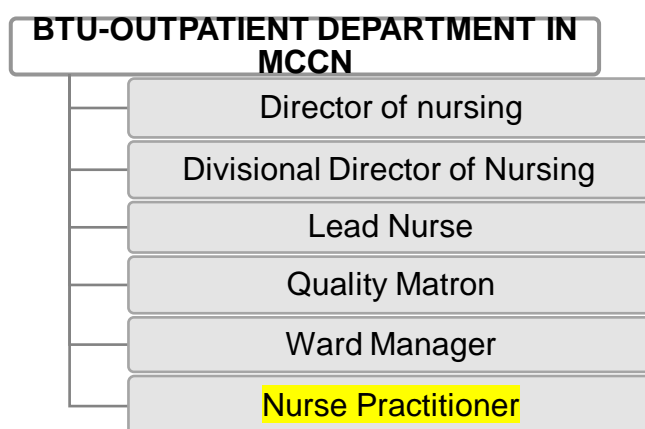 BTU-OUTPATIENT DEPARTMENT IN
MCCN
Director of nursing
Divisional Director of Nursing
Lead Nurse
Quality Matron
Ward Manager
Nurse Practitioner